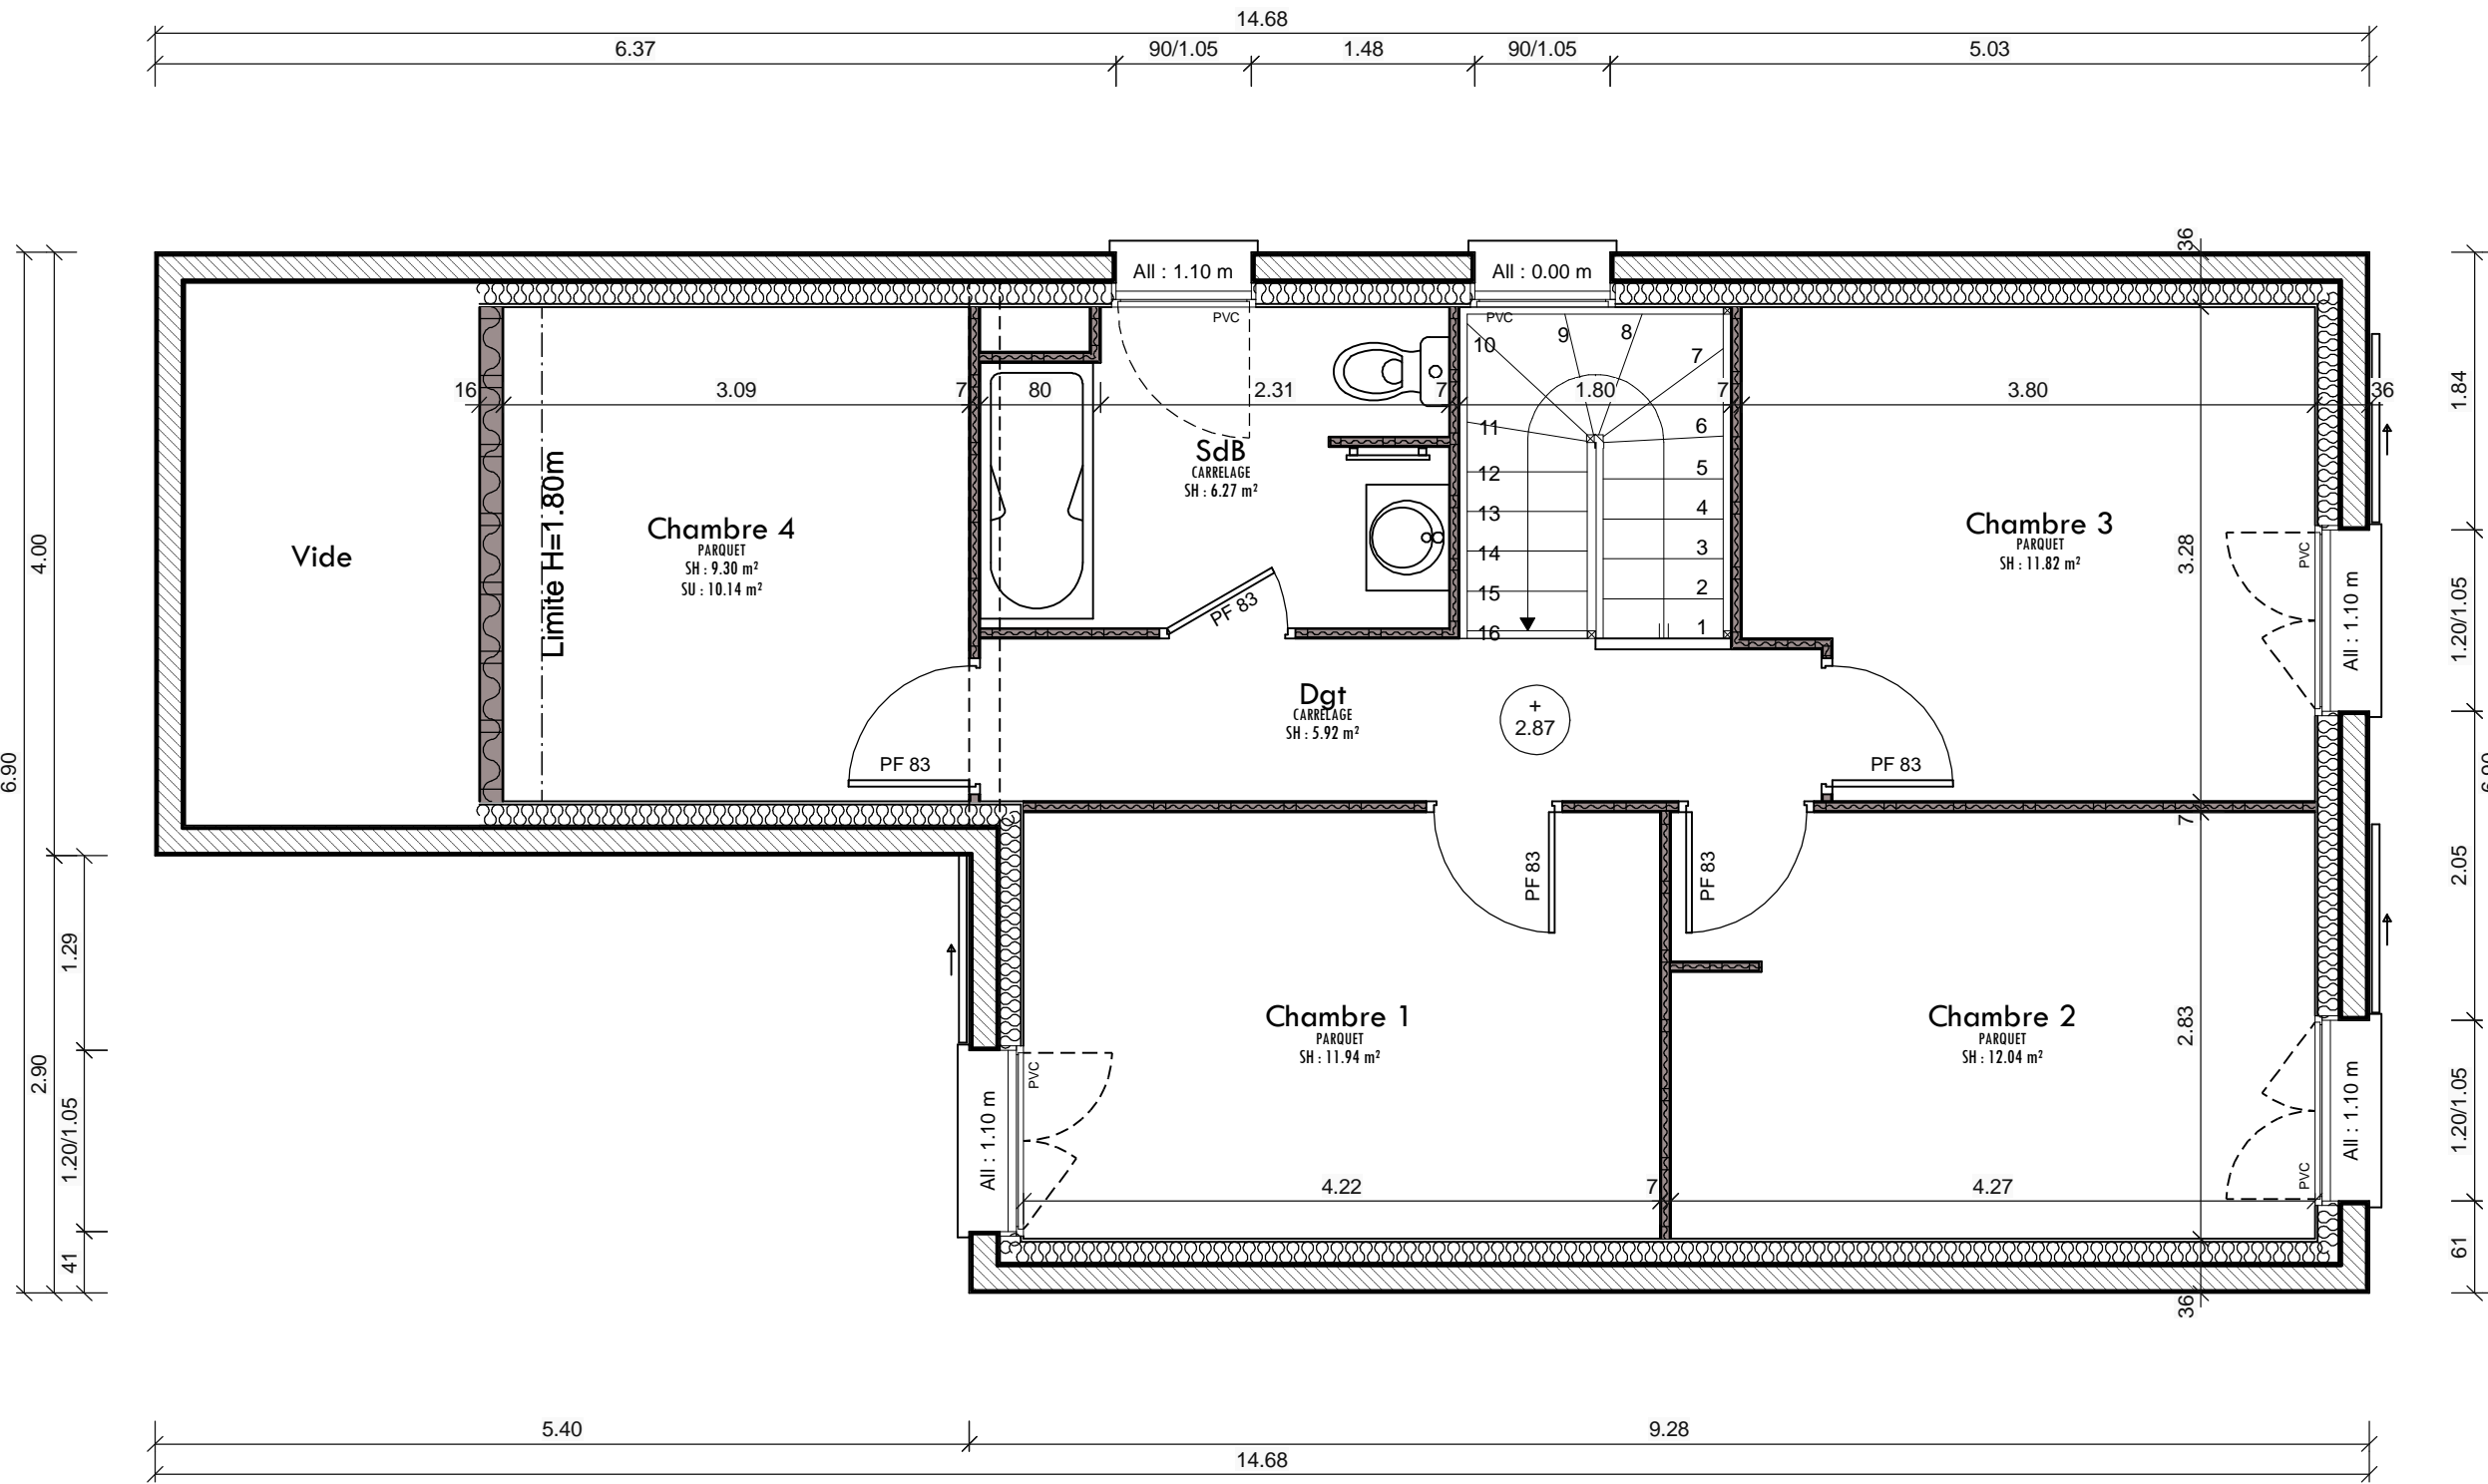 14.68
6.37 90/1.05 1.48 90/1.05 5.03
36
All : 1.10 m All : 0.00 m
PVC PVC
9 8
10 7
16 3.09 7 80 2.31 7 1.80 7 3.80 36
1.84
11 6
SdB
CARRELAGE
SH : 6.27 m²
12 5
13 4
14 3
15 2
16 1
PF 83
Limite H=1.80m
Vide
Chambre 4
PARQUET
SH : 9.30 m²
SU : 10.14 m²
Chambre 3
PARQUET
SH : 11.82 m²
3.28
PVC
All : 1.10 m
1.20/1.05
4.00
6.90
6.90
Dgt
CARRELAGE
SH : 5.92 m²
+
2.87
PF 83
PF 83
7
PF 83
PF 83
2.05
1.29
Chambre 1
PARQUET
SH : 11.94 m²
Chambre 2
PARQUET
SH : 12.04 m²
2.83
2.90
1.20/1.05
PVC
All : 1.10 m
All : 1.10 m
PVC
1.20/1.05
4.22 7 4.27
41
61
36
5.40 9.28
14.68